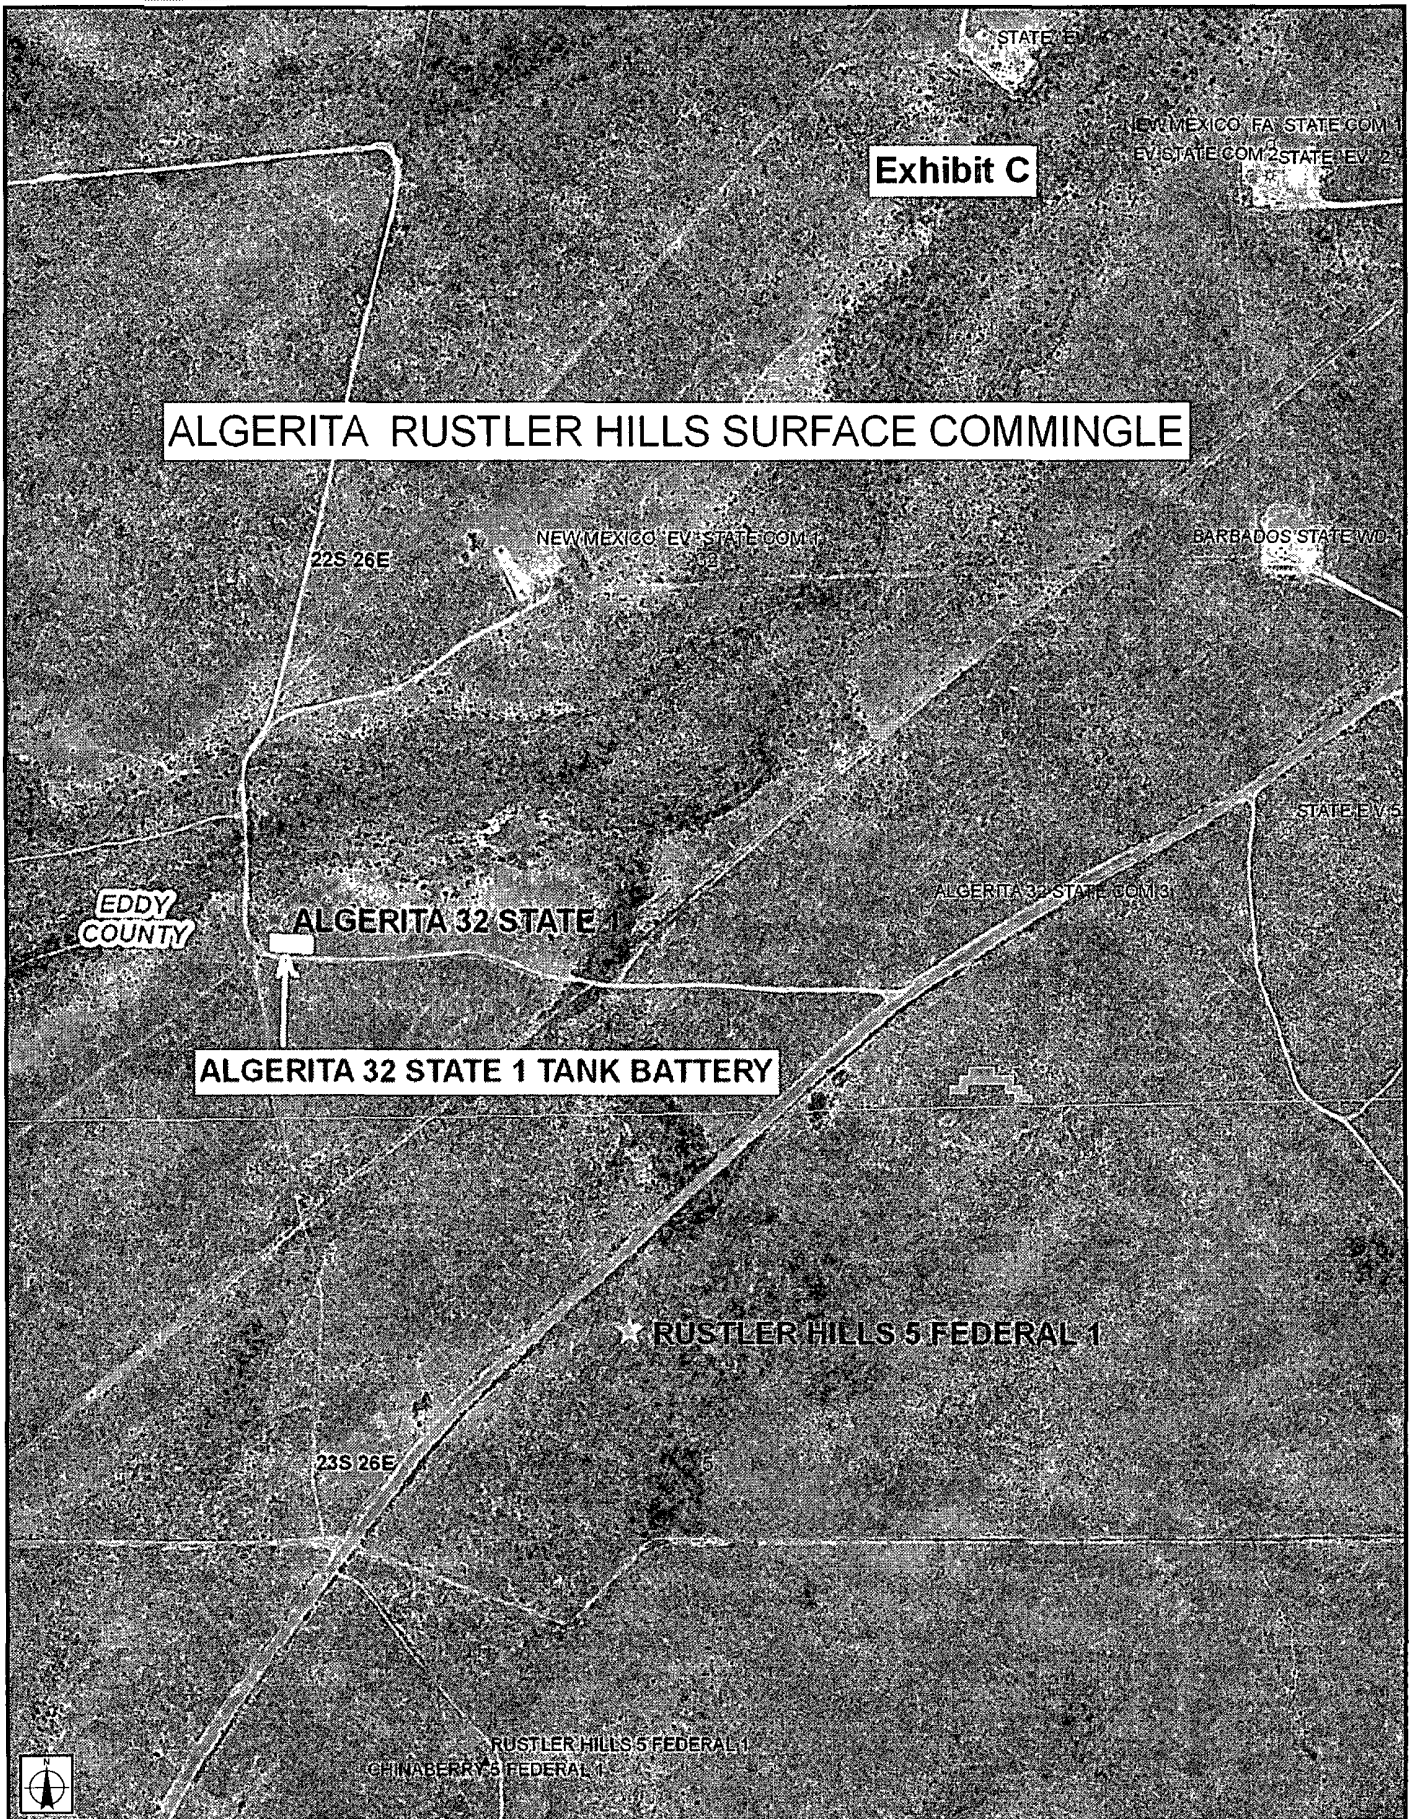 STATE EV
NEW MEXICO 'FA' STATE COM 1
EV STATE COM 2 STATE 'EV' 2
Exhibit C
ALGERITA RUSTLER HILLS SURFACE COMMINGLE
NEW MEXICO 'EV' STATE COM 1
BARBADOS STATE WD 1
22S 26E
STATE E V 5
ALGERITA 32 STATE COM 3
EDDY
COUNTY
ALGERITA 32 STATE 1
ALGERITA 32 STATE 1 TANK BATTERY
RUSTLER HILLS 5 FEDERAL 1
23S 26E
5
RUSTLER HILLS 5 FEDERAL 1
CHINABERRY 5 FEDERAL 1
N